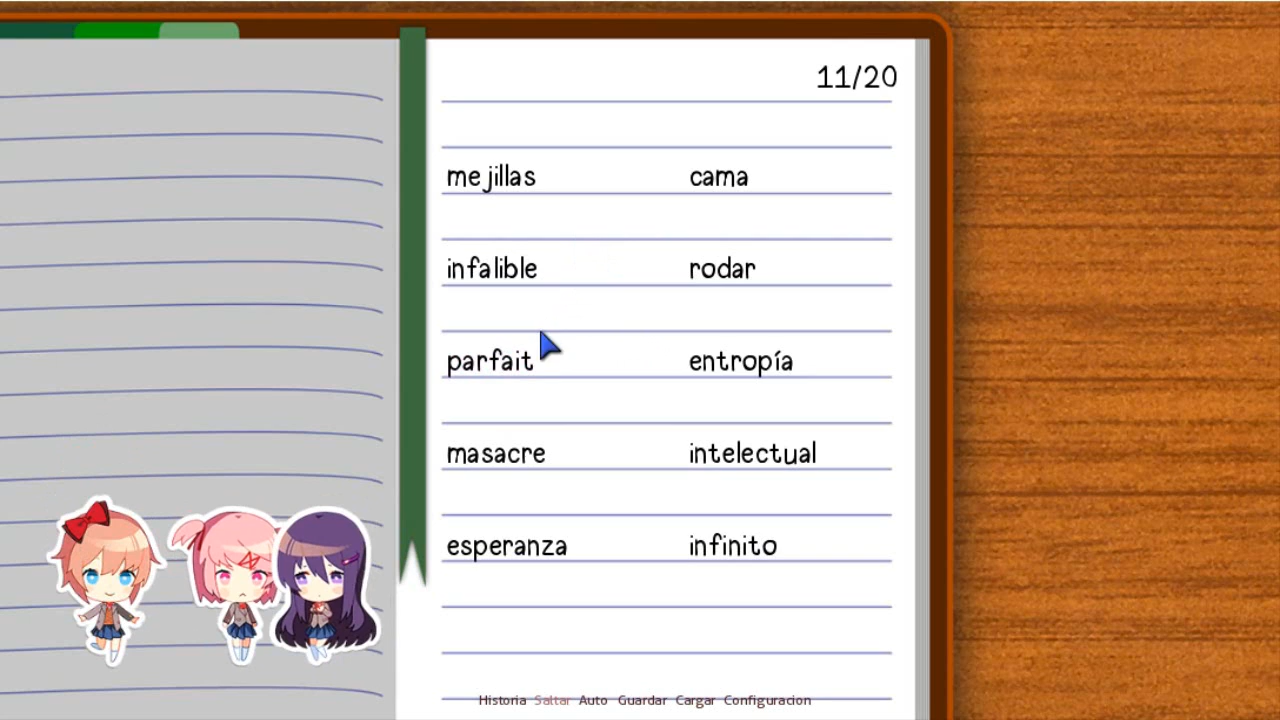 11/20
mejillas cama
infalible rodar
parfait entropía
masacre intelectual
esperanza infinito
Historia Saltar Auto Guardar Cargar Configuracion